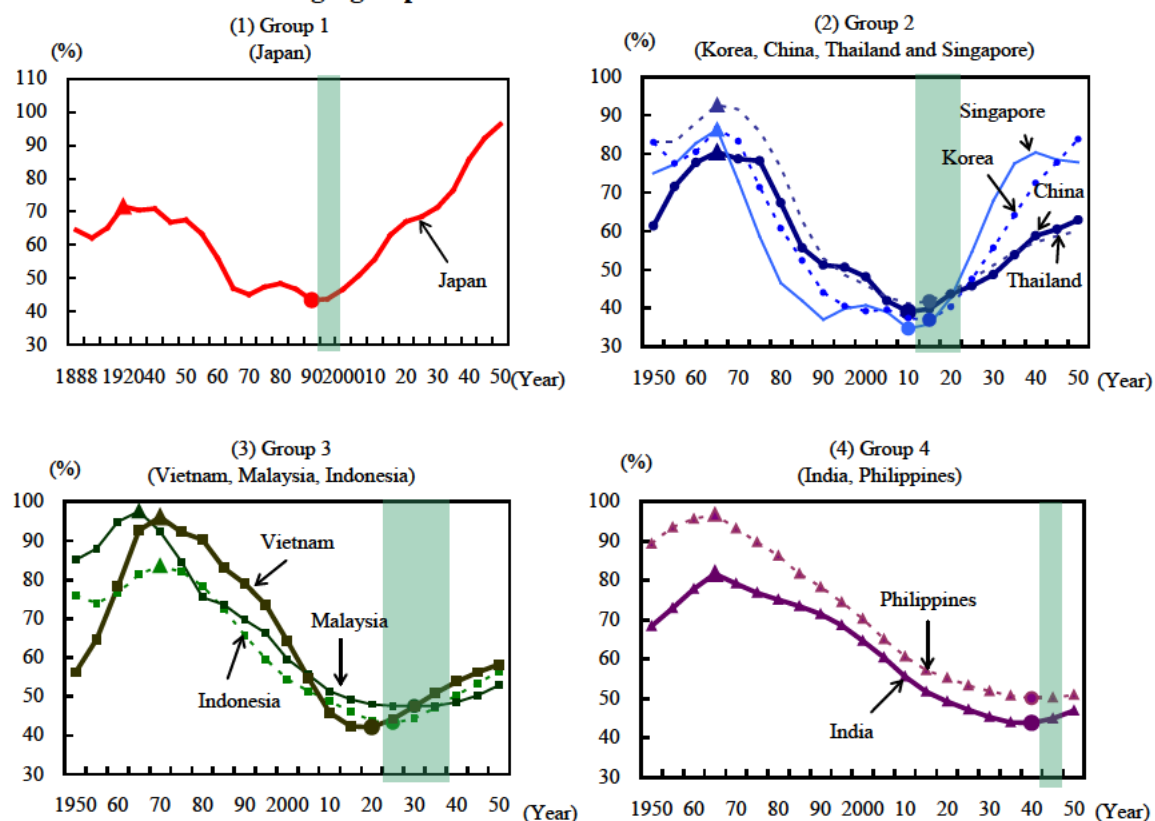 (1) Group 1
(Japan)
(%)
110
100
90
80
70
60
50
40
30
Japan
1888 192040 50 60 70 80 902000 10 20 30 40 50 (Year)
(2) Group 2
(Korea, China, Thailand and Singapore)
(%)
100
90
80
70
60
50
40
30
Singapore
Korea
China
Thailand
1950 60 70 80 90 2000 10 20 30 40 50 (Year)
(3) Group 3
(Vietnam, Malaysia, Indonesia)
(%)
100
90
80
70
60
50
40
30
Vietnam
Malaysia
Indonesia
1950 60 70 80 90 2000 10 20 30 40 50 (Year)
(4) Group 4
(India, Philippines)
(%)
100
90
80
70
60
50
40
30
Philippines
India
1950 60 70 80 90 2000 10 20 30 40 50 (Year)